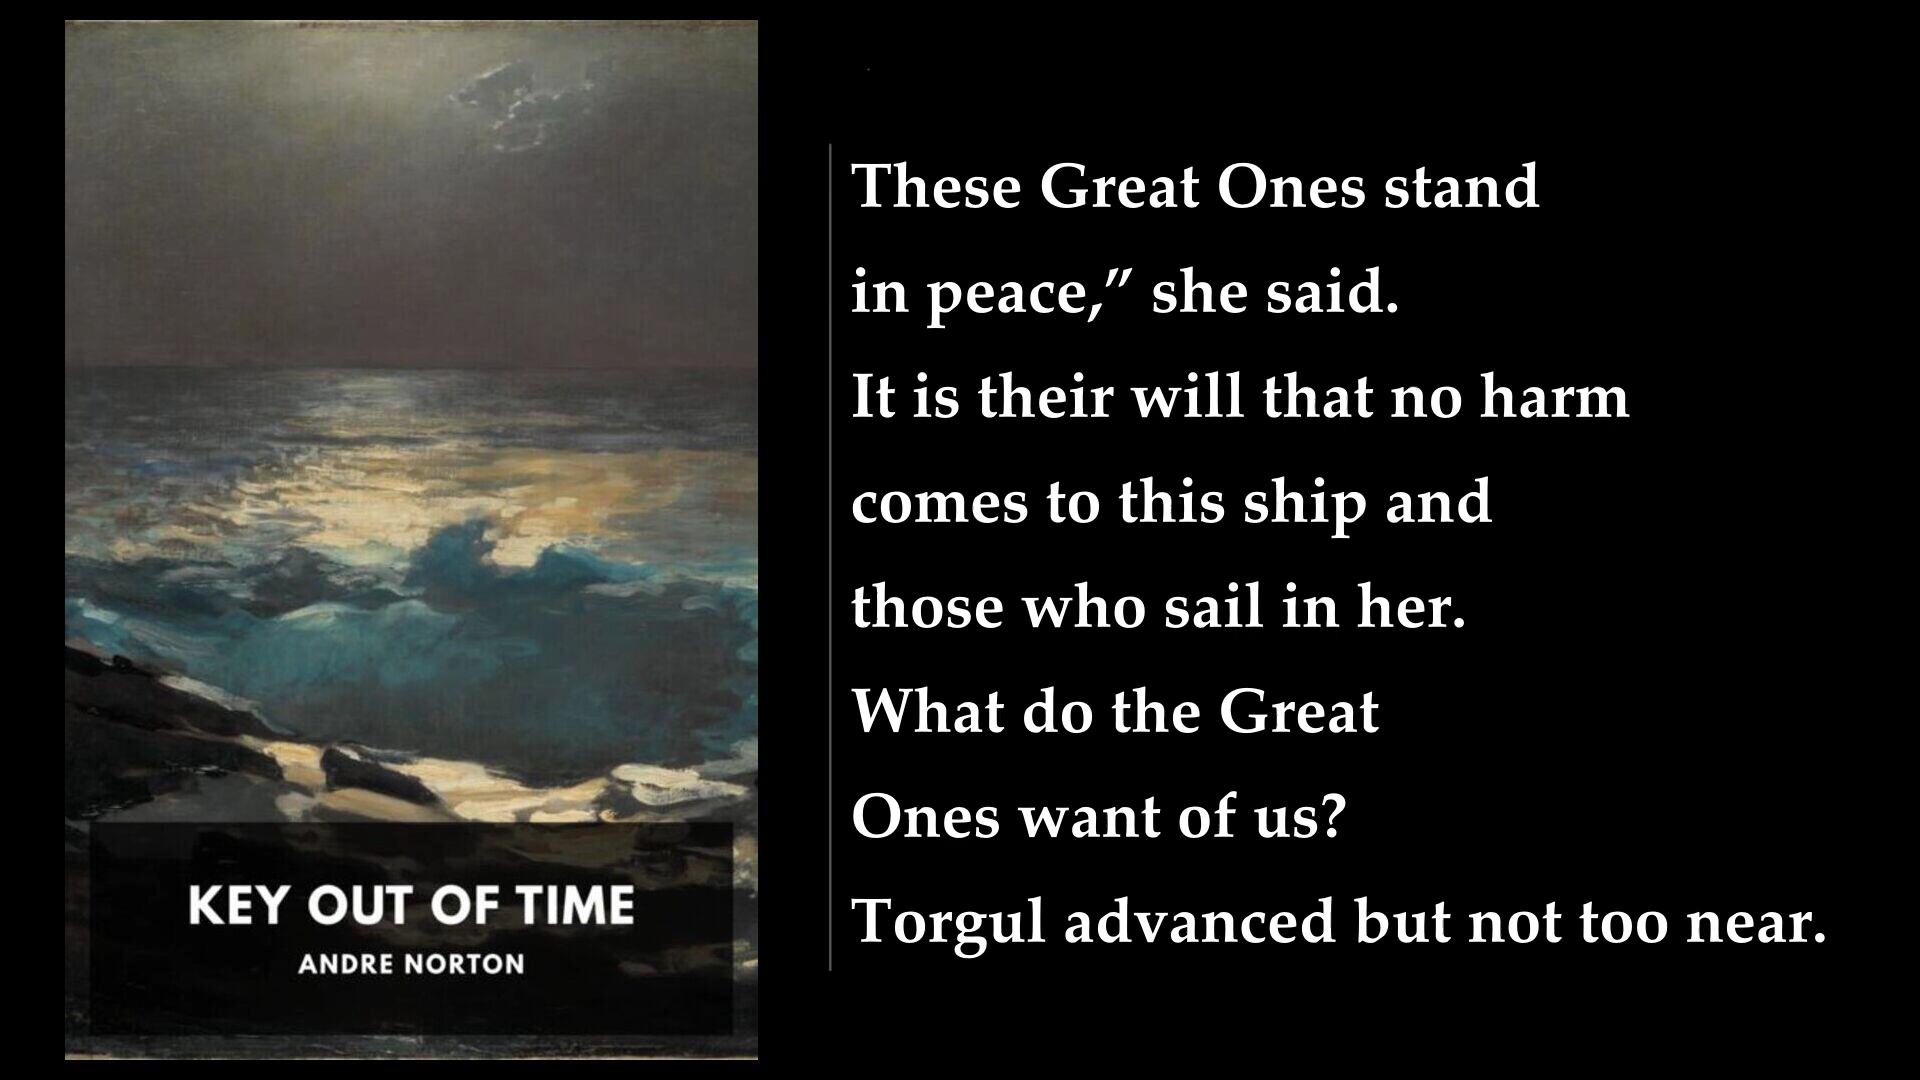 KEY OUT OF TIME
ANDRE NORTON
These Great Ones stand
in peace,” she said.
It is their will that no harm
comes to this ship and
those who sail in her.
What do the Great
Ones want of us?
Torgul advanced but not too near.